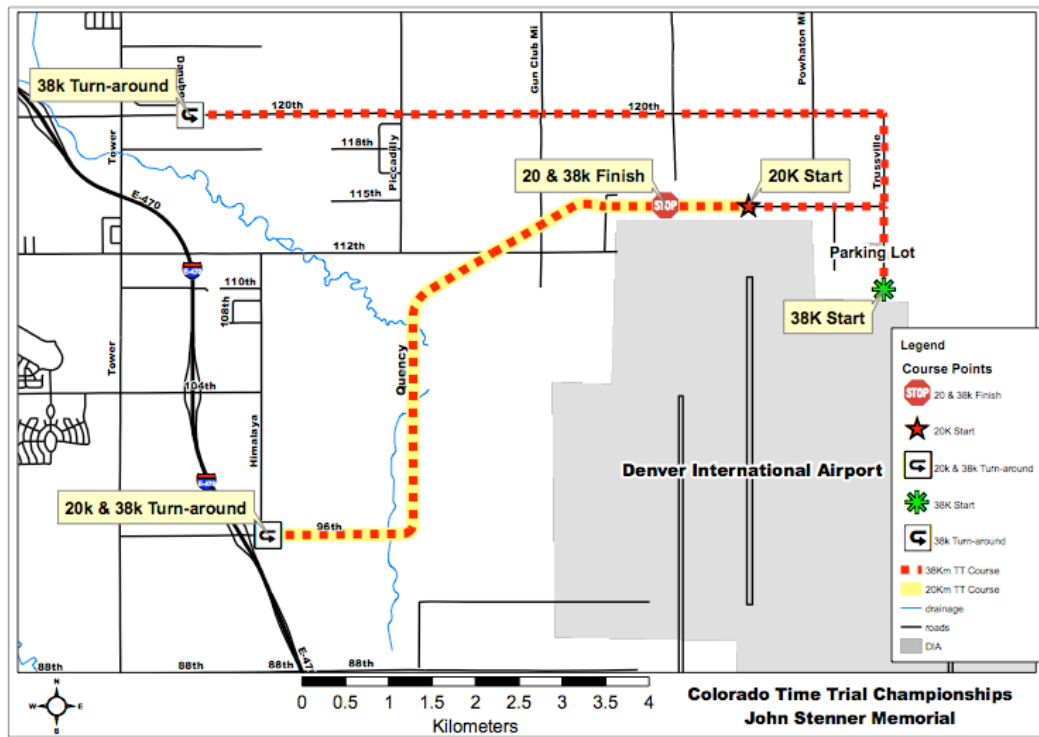 Danube
Gun Club Mi
Powhaton Mi
38k Turn-around
120th
120th
Tower
118th
Piccadilly
Trussville
20 & 38k Finish
20K Start
115th
STOP
E-470
112th
Parking Lot
110th
108th
38K Start
Tower
Quency
104th
Himalaya
Denver International Airport
20k & 38k Turn-around
96th
E-47
88th
88th
88th
88th
Legend
Course Points
STOP 20 & 38k Finish
20K Start
20k & 38k Turn-around
38K Start
38k Turn-around
38Km TT Course
20Km TT Course
drainage
roads
DIA
N
W E
S
0 0.5 1 1.5 2 2.5 3 3.5 4
Kilometers
Colorado Time Trial Championships
John Stenner Memorial